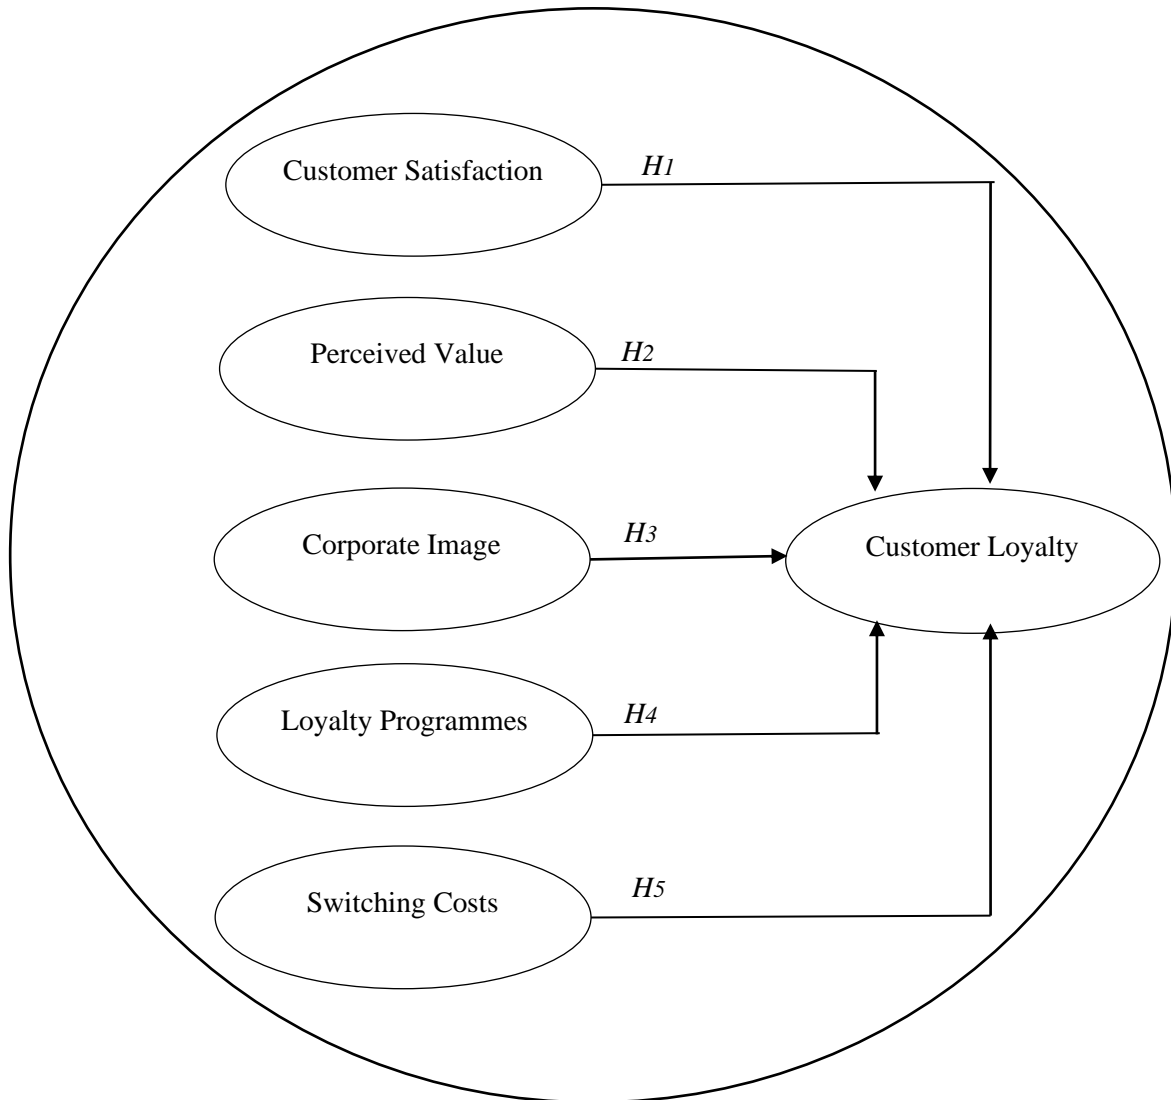 Customer Satisfaction
H1
Perceived Value
H2
Corporate Image
H3
Customer Loyalty
Loyalty Programmes
H4
Switching Costs
H5